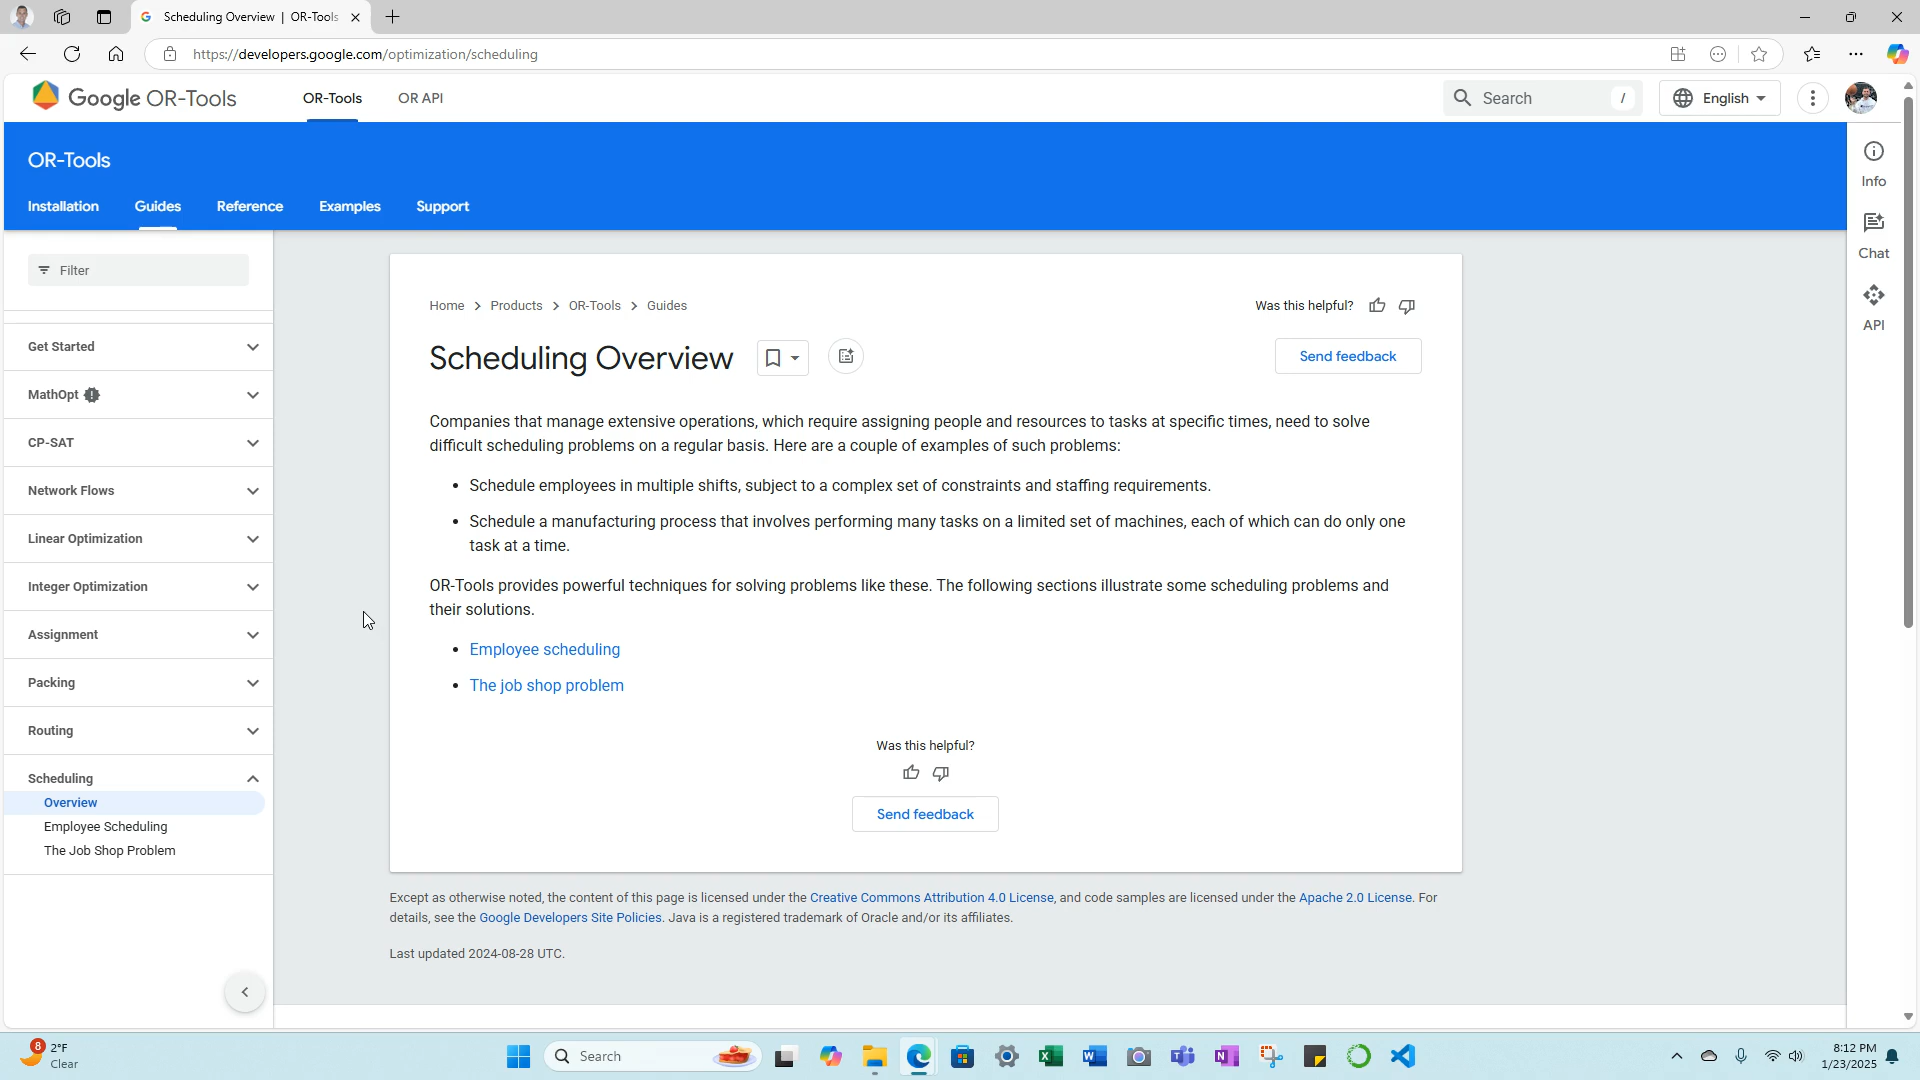 Scheduling Overview | OR-Tools
https://developers.google.com/optimization/scheduling
Google OR-Tools
OR-Tools
OR API
Search
/
English
OR-Tools
Installation
Guides
Reference
Examples
Support
Info
Chat
API
Filter
Get Started
MathOpt
CP-SAT
Network Flows
Linear Optimization
Integer Optimization
Assignment
Packing
Routing
Scheduling
Overview
Employee Scheduling
The Job Shop Problem
Home > Products > OR-Tools > Guides
Was this helpful?
Scheduling Overview
Send feedback
Companies that manage extensive operations, which require assigning people and resources to tasks at specific times, need to solve
difficult scheduling problems on a regular basis. Here are a couple of examples of such problems:
• Schedule employees in multiple shifts, subject to a complex set of constraints and staffing requirements.
• Schedule a manufacturing process that involves performing many tasks on a limited set of machines, each of which can do only one
task at a time.
OR-Tools provides powerful techniques for solving problems like these. The following sections illustrate some scheduling problems and
their solutions.
• Employee scheduling
• The job shop problem
Was this helpful?
Send feedback
Except as otherwise noted, the content of this page is licensed under the Creative Commons Attribution 4.0 License, and code samples are licensed under the Apache 2.0 License. For
details, see the Google Developers Site Policies. Java is a registered trademark of Oracle and/or its affiliates.
Last updated 2024-08-28 UTC.
8
2°F
Clear
Search
8:12 PM
1/23/2025